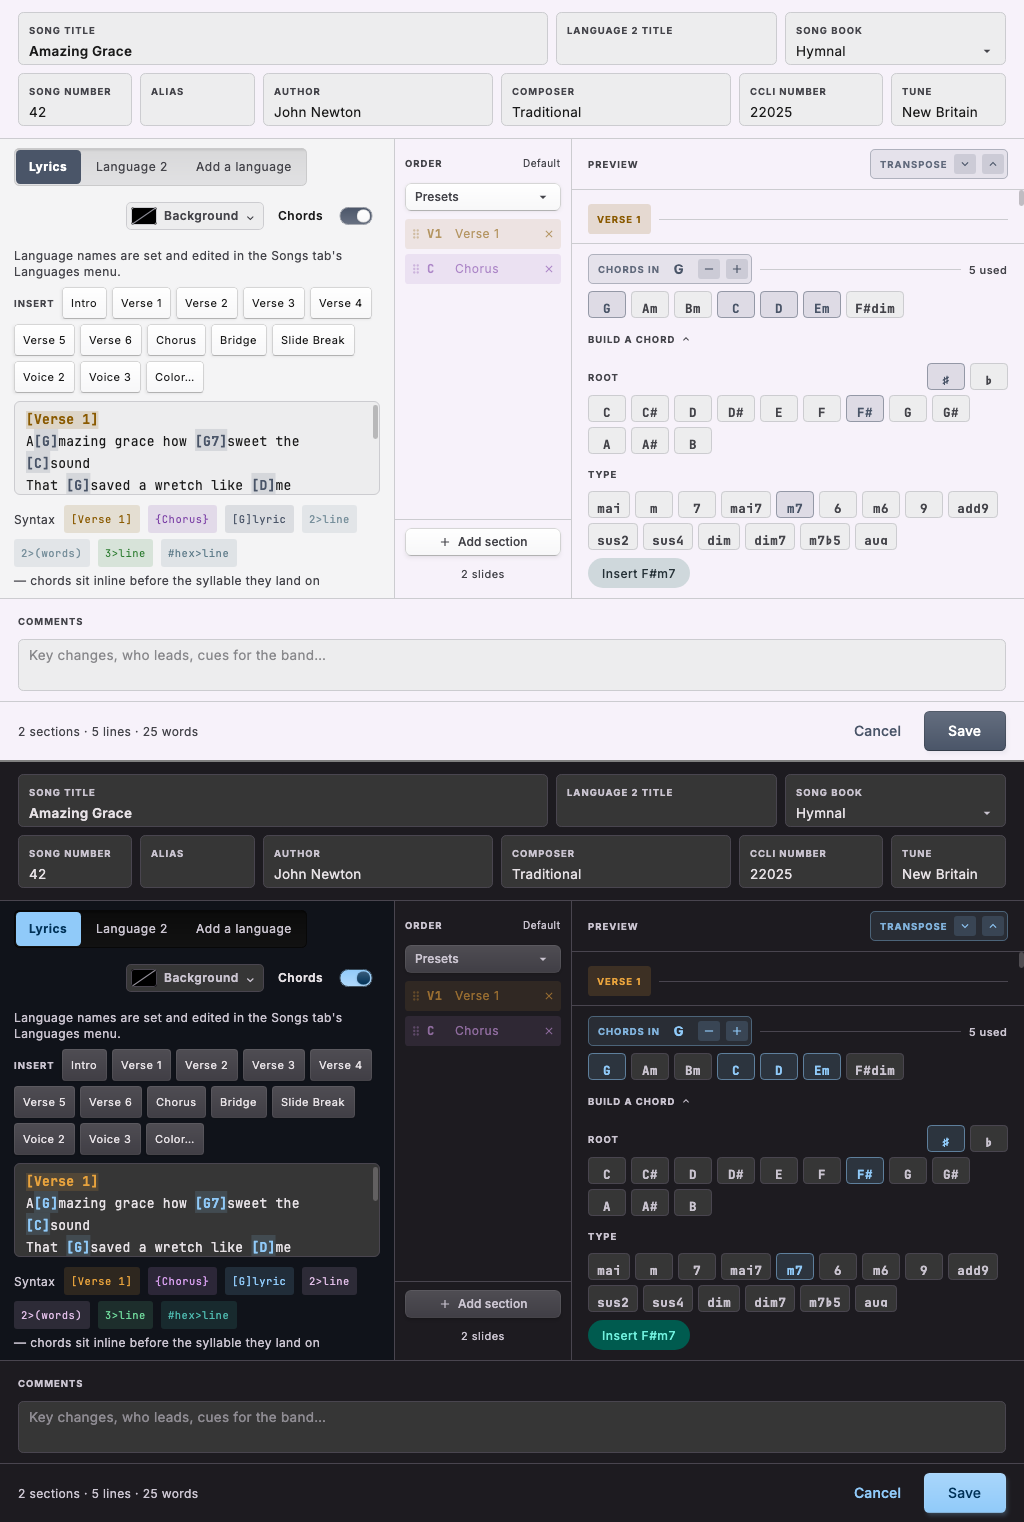 SONG TITLE
Amazing Grace
LANGUAGE 2 TITLE
SONG BOOK
Hymnal
SONG NUMBER
42
ALIAS
AUTHOR
John Newton
COMPOSER
Traditional
CCLI NUMBER
22025
TUNE
New Britain
Lyrics Language 2 Add a language
Background Chords
Language names are set and edited in the Songs tab's
Languages menu.
INSERT Intro Verse 1 Verse 2 Verse 3 Verse 4
Verse 5 Verse 6 Chorus Bridge Slide Break
Voice 2 Voice 3 Color...
[Verse 1]
A[G]mazing grace how [G7]sweet the
[C]sound
That [G]saved a wretch like [D]me
Syntax [Verse 1] {Chorus} [G]lyric 2>line
2>(words) 3>line #hex>line
— chords sit inline before the syllable they land on
ORDER Default
Presets
V1 Verse 1 ×
C Chorus ×
+ Add section
2 slides
PREVIEW TRANSPOSE
VERSE 1
CHORDS IN G − + 5 used
G Am Bm C D Em F#dim
BUILD A CHORD
ROOT ♯ ♭
C C# D D# E F F# G G#
A A# B
TYPE
maj m 7 maj7 m7 6 m6 9 add9
sus2 sus4 dim dim7 m7♭5 aug
Insert F#m7
COMMENTS
Key changes, who leads, cues for the band...
2 sections · 5 lines · 25 words Cancel Save
SONG TITLE
Amazing Grace
LANGUAGE 2 TITLE
SONG BOOK
Hymnal
SONG NUMBER
42
ALIAS
AUTHOR
John Newton
COMPOSER
Traditional
CCLI NUMBER
22025
TUNE
New Britain
Lyrics Language 2 Add a language
Background Chords
Language names are set and edited in the Songs tab's
Languages menu.
INSERT Intro Verse 1 Verse 2 Verse 3 Verse 4
Verse 5 Verse 6 Chorus Bridge Slide Break
Voice 2 Voice 3 Color...
[Verse 1]
A[G]mazing grace how [G7]sweet the
[C]sound
That [G]saved a wretch like [D]me
Syntax [Verse 1] {Chorus} [G]lyric 2>line
2>(words) 3>line #hex>line
— chords sit inline before the syllable they land on
ORDER Default
Presets
V1 Verse 1 ×
C Chorus ×
+ Add section
2 slides
PREVIEW TRANSPOSE
VERSE 1
CHORDS IN G − + 5 used
G Am Bm C D Em F#dim
BUILD A CHORD
ROOT ♯ ♭
C C# D D# E F F# G G#
A A# B
TYPE
maj m 7 maj7 m7 6 m6 9 add9
sus2 sus4 dim dim7 m7♭5 aug
Insert F#m7
COMMENTS
Key changes, who leads, cues for the band...
2 sections · 5 lines · 25 words Cancel Save